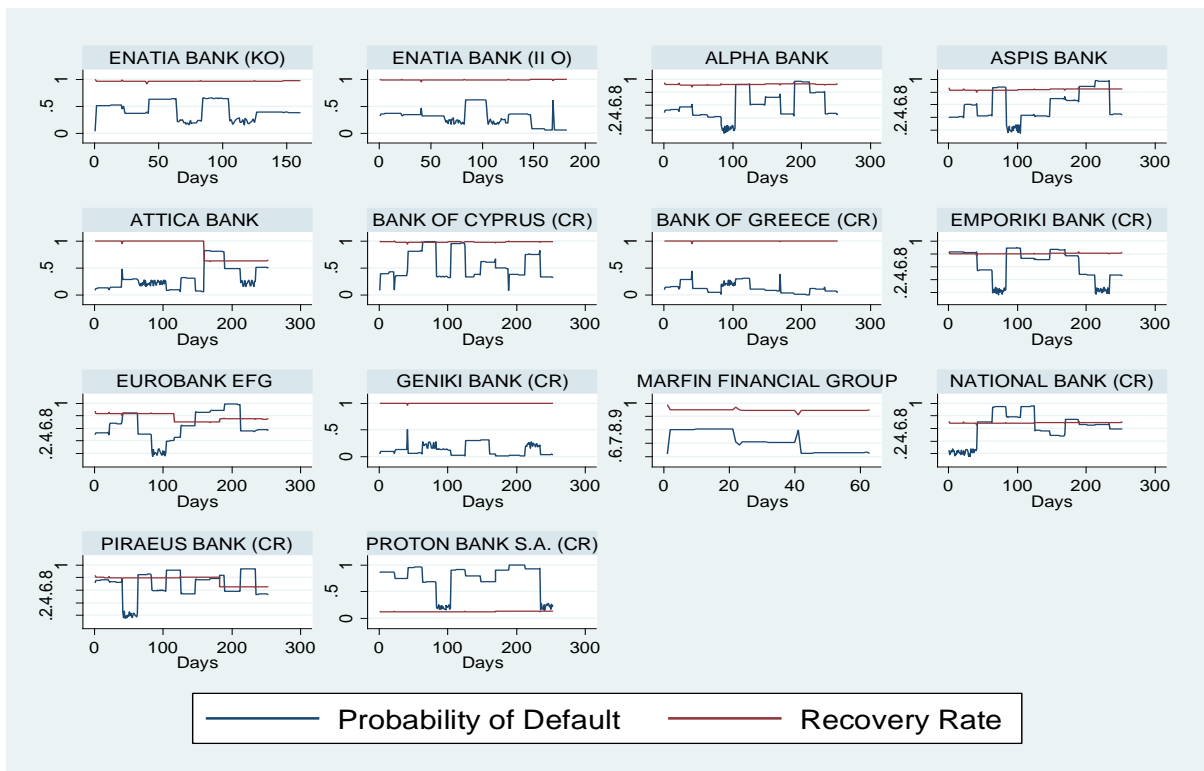 ENATIA BANK (KO)
0 .5 1
0 50 100 150
Days
ENATIA BANK (II O)
0 .5 1
0 50 100 150 200
Days
ALPHA BANK
.2.4.6.8 1
0 100 200 300
Days
ASPIS BANK
.2.4.6.8 1
0 100 200 300
Days
ATTICA BANK
0 .5 1
0 100 200 300
Days
BANK OF CYPRUS (CR)
0 .5 1
0 100 200 300
Days
BANK OF GREECE (CR)
0 .5 1
0 100 200 300
Days
EMPORIKI BANK (CR)
.2.4.6.8 1
0 100 200 300
Days
EUROBANK EFG
.2.4.6.8 1
0 100 200 300
Days
GENIKI BANK (CR)
0 .5 1
0 100 200 300
Days
MARFIN FINANCIAL GROUP
.6.7.8.9 1
0 20 40 60
Days
NATIONAL BANK (CR)
.2.4.6.8 1
0 100 200 300
Days
PIRAEUS BANK (CR)
.2.4.6.8 1
0 100 200 300
Days
PROTON BANK S.A. (CR)
0 .5 1
0 100 200 300
Days
Probability of Default Recovery Rate